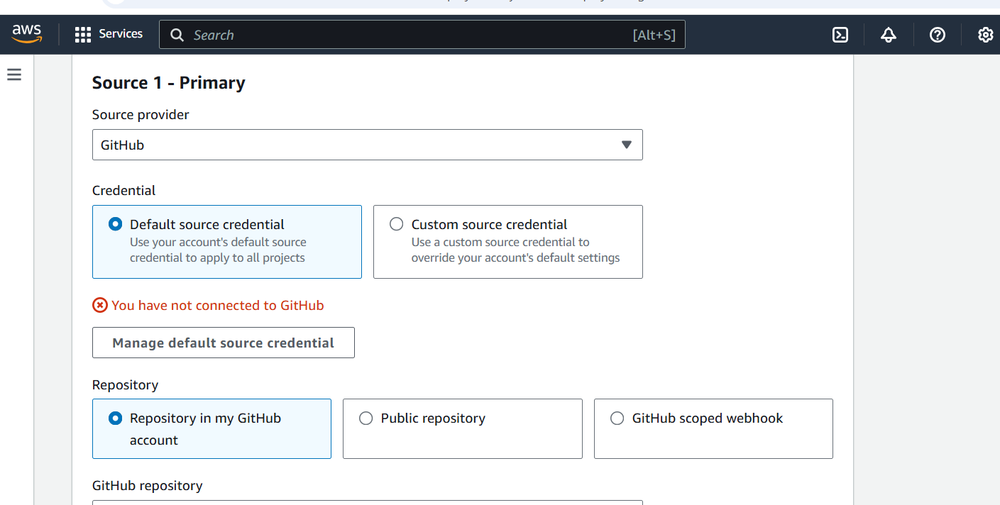 aws
Services
Search
[Alt+S]
Source 1 - Primary
Source provider
GitHub
Credential
Default source credential
Use your account's default source
credential to apply to all projects
Custom source credential
Use a custom source credential to
override your account's default settings
You have not connected to GitHub
Manage default source credential
Repository
Repository in my GitHub
account
Public repository
GitHub scoped webhook
GitHub repository